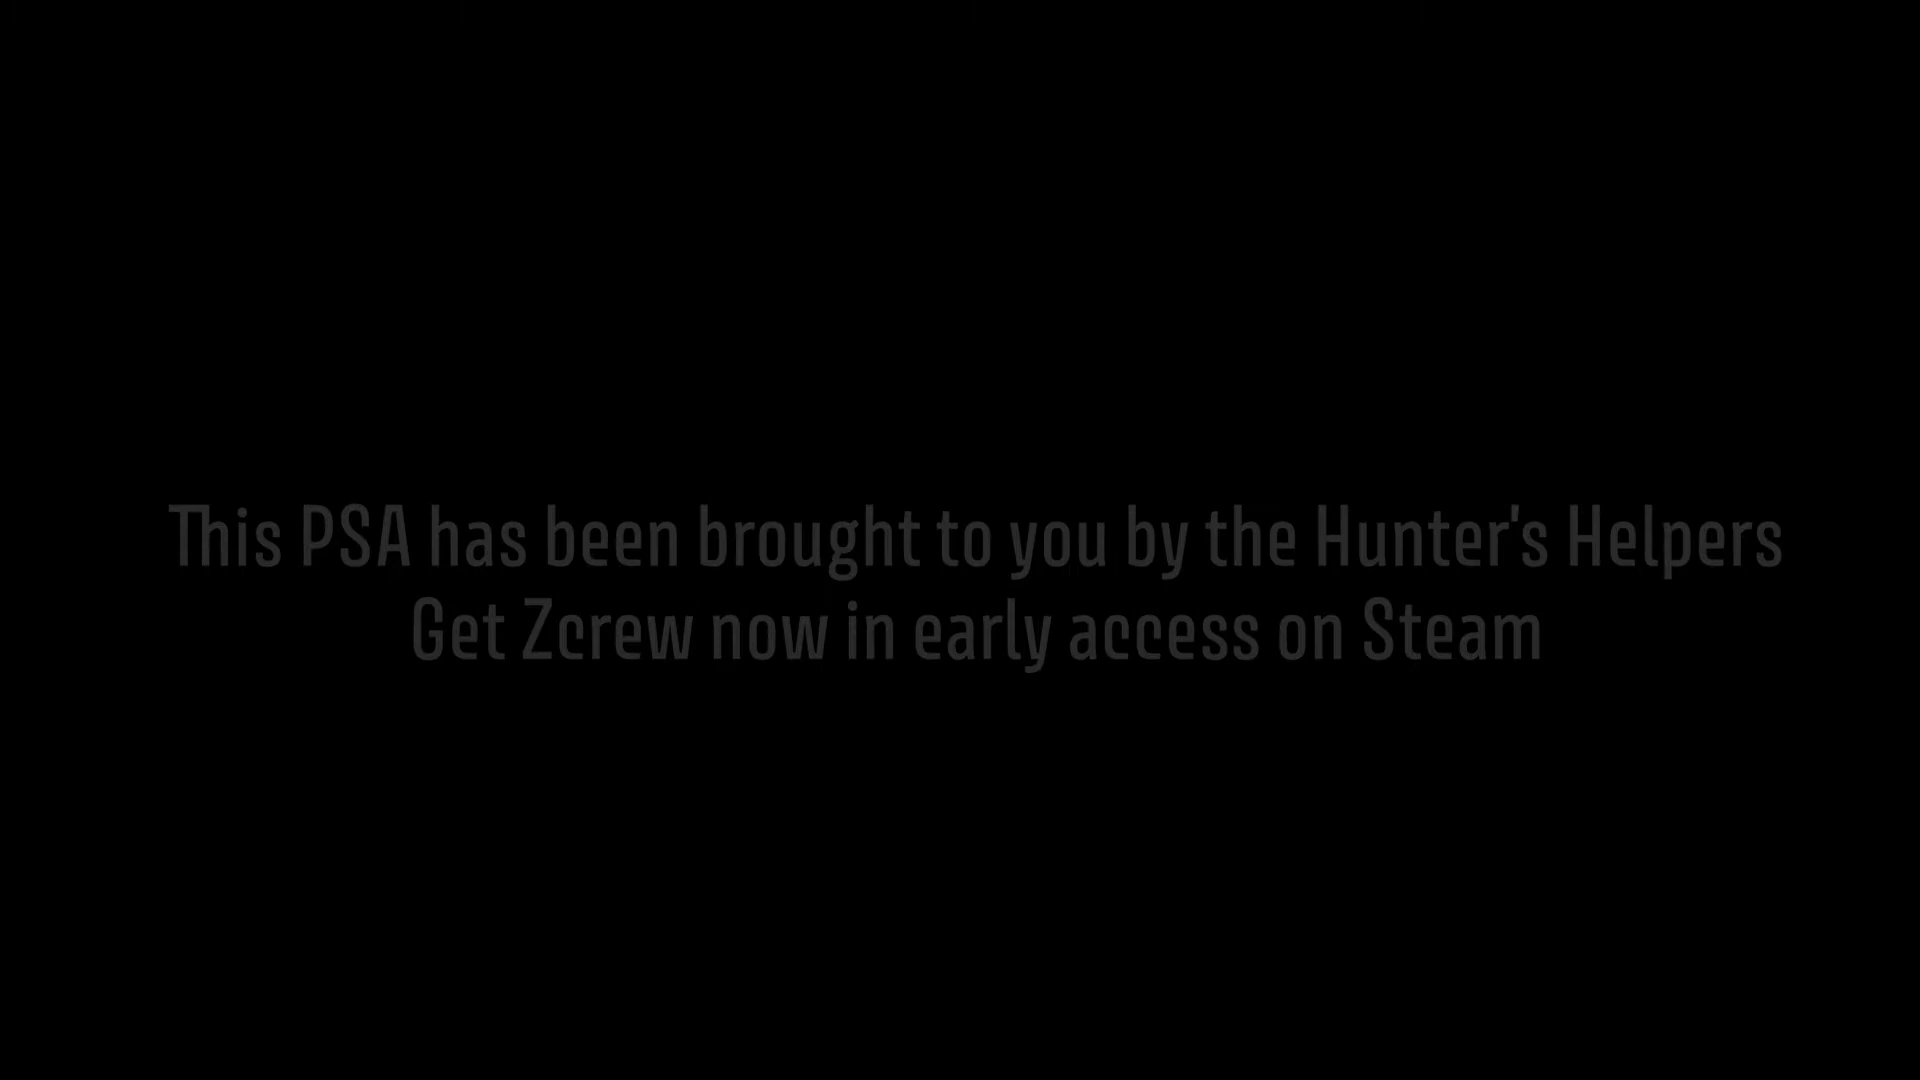 This PSA has been brought to you by the Hunter's Helpers
Get Zcrew now in early access on Steam